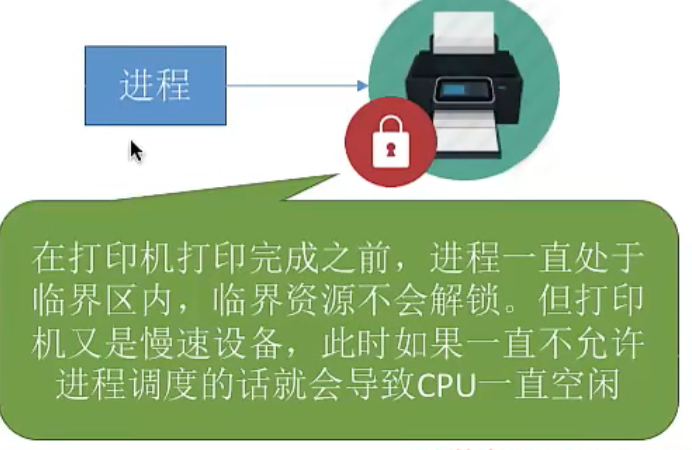 进程
在打印机打印完成之前，进程一直处于
临界区内，临界资源不会解锁。但打印
机又是慢速设备，此时如果一直不允许
进程调度的话就会导致CPU一直空闲